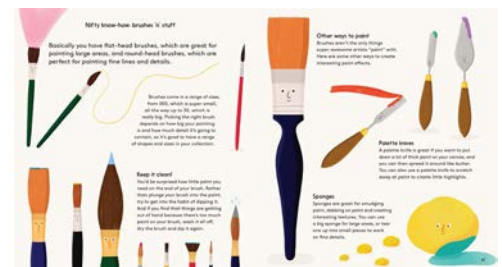 Nifty know-how: brushes 'n' stuff
Basically you have flat-head brushes, which are great for
painting large areas, and round-head brushes, which are
perfect for painting fine lines and details.
Brushes come in a range of sizes,
from 000, which is super small,
all the way up to 30, which is
really big. Picking the right brush
depends on how big your painting
is and how much detail it's going to
contain, so it's good to have a range
of shapes and sizes in your collection.
Keep it clean!
You'd be surprised how little paint you
need on the end of your brush. Rather
than plunge your brush into the paint,
try to get into the habit of dipping it.
And if you find that things are getting
out of hand because there's too much
paint on your brush, wash it all off,
dry the brush and dip it again.
Other ways to paint
Brushes aren't the only things
super-awesome artists "paint" with.
Here are some other ways to create
interesting paint effects.
Palette knives
A palette knife is great if you want to put
down a lot of thick paint on your canvas, and
you can then spread it around like butter.
You can also use a palette knife to scratch
away at paint to create little highlights.
Sponges
Sponges are great for smudging
paint, dabbing on paint and creating
interesting textures. You can use
a big sponge for large areas, or tear
one up into small pieces to work
on fine details.